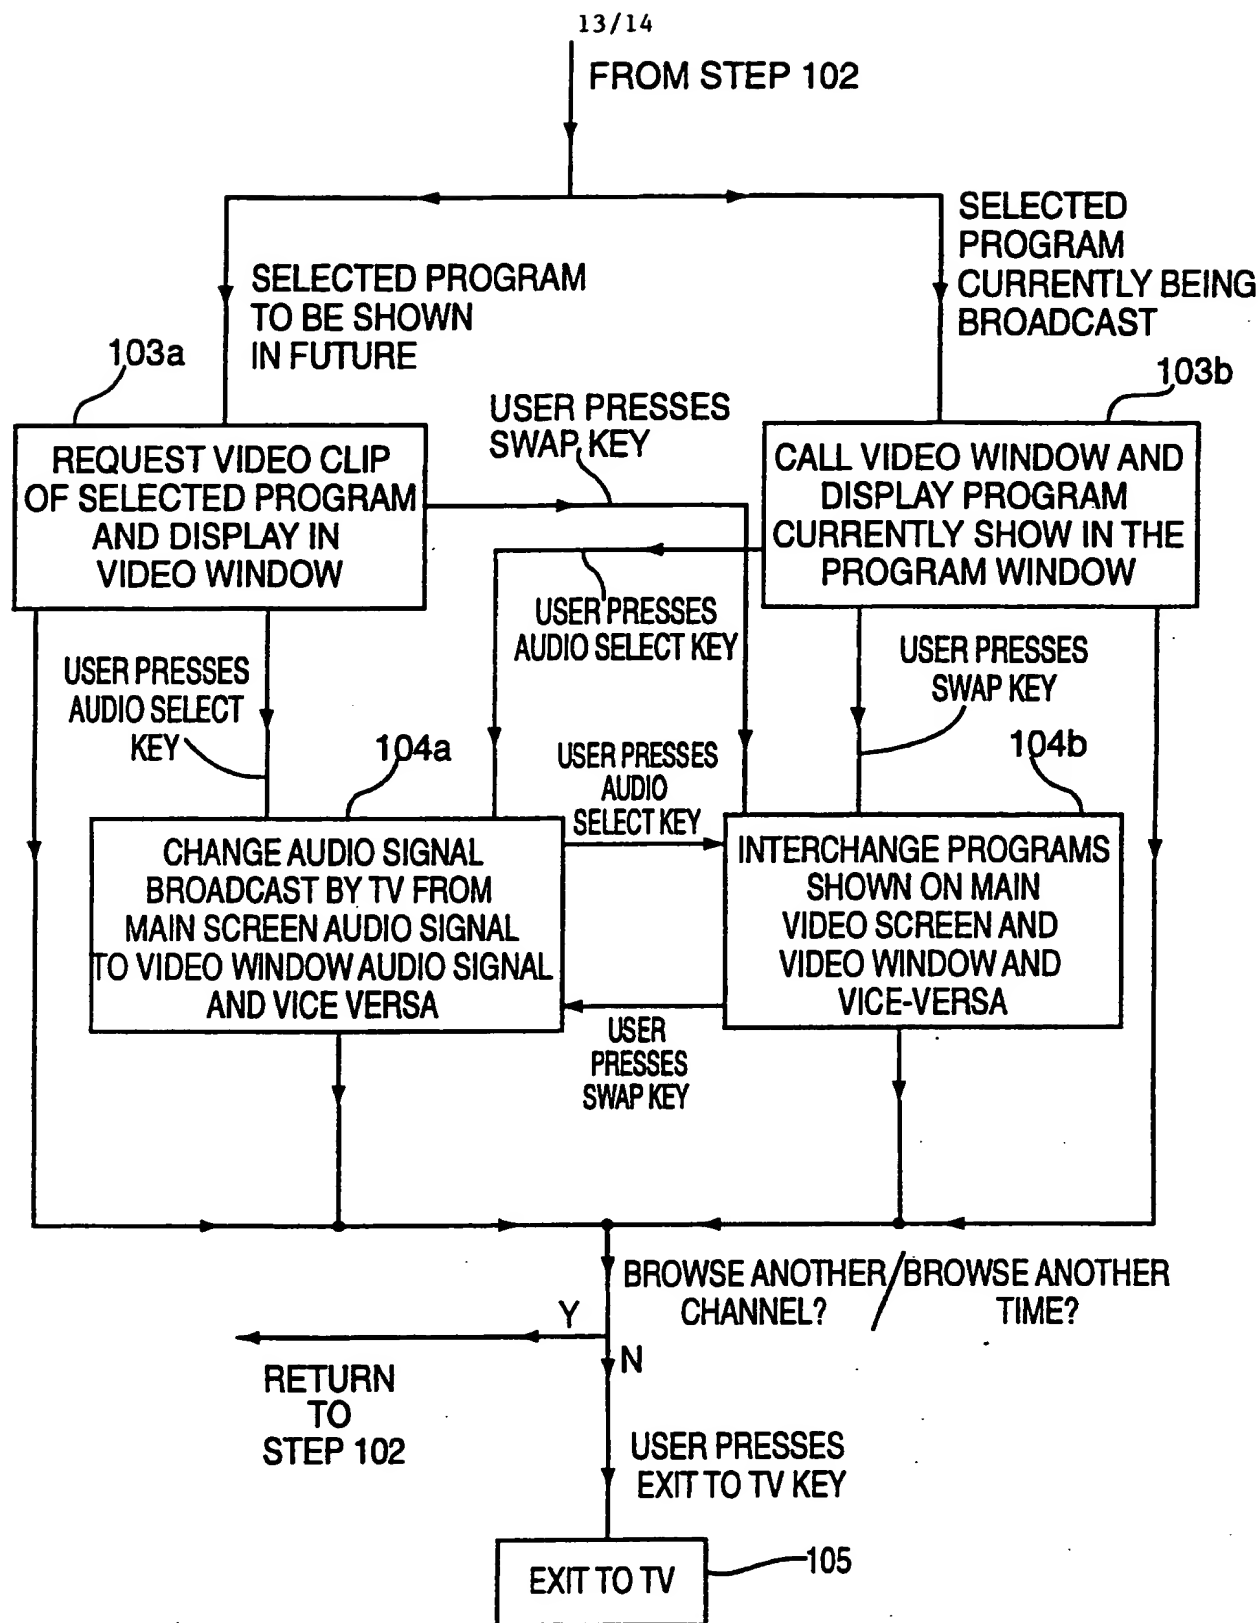 13/14
FROM STEP 102
SELECTED
PROGRAM
CURRENTLY BEING
BROADCAST
SELECTED PROGRAM
TO BE SHOWN
IN FUTURE
103a
103b
USER PRESSES
SWAP KEY
REQUEST VIDEO CLIP
OF SELECTED PROGRAM
AND DISPLAY IN
VIDEO WINDOW
CALL VIDEO WINDOW AND
DISPLAY PROGRAM
CURRENTLY SHOW IN THE
PROGRAM WINDOW
USER PRESSES
AUDIO SELECT KEY
USER PRESSES
AUDIO SELECT
KEY
USER PRESSES
SWAP KEY
104a
104b
USER PRESSES
AUDIO
SELECT KEY
CHANGE AUDIO SIGNAL
BROADCAST BY TV FROM
MAIN SCREEN AUDIO SIGNAL
TO VIDEO WINDOW AUDIO SIGNAL
AND VICE VERSA
INTERCHANGE PROGRAMS
SHOWN ON MAIN
VIDEO SCREEN AND
VIDEO WINDOW AND
VICE-VERSA
USER
PRESSES
SWAP KEY
BROWSE ANOTHER / BROWSE ANOTHER
CHANNEL? TIME?
Y
N
RETURN
TO
STEP 102
USER PRESSES
EXIT TO TV KEY
EXIT TO TV
105